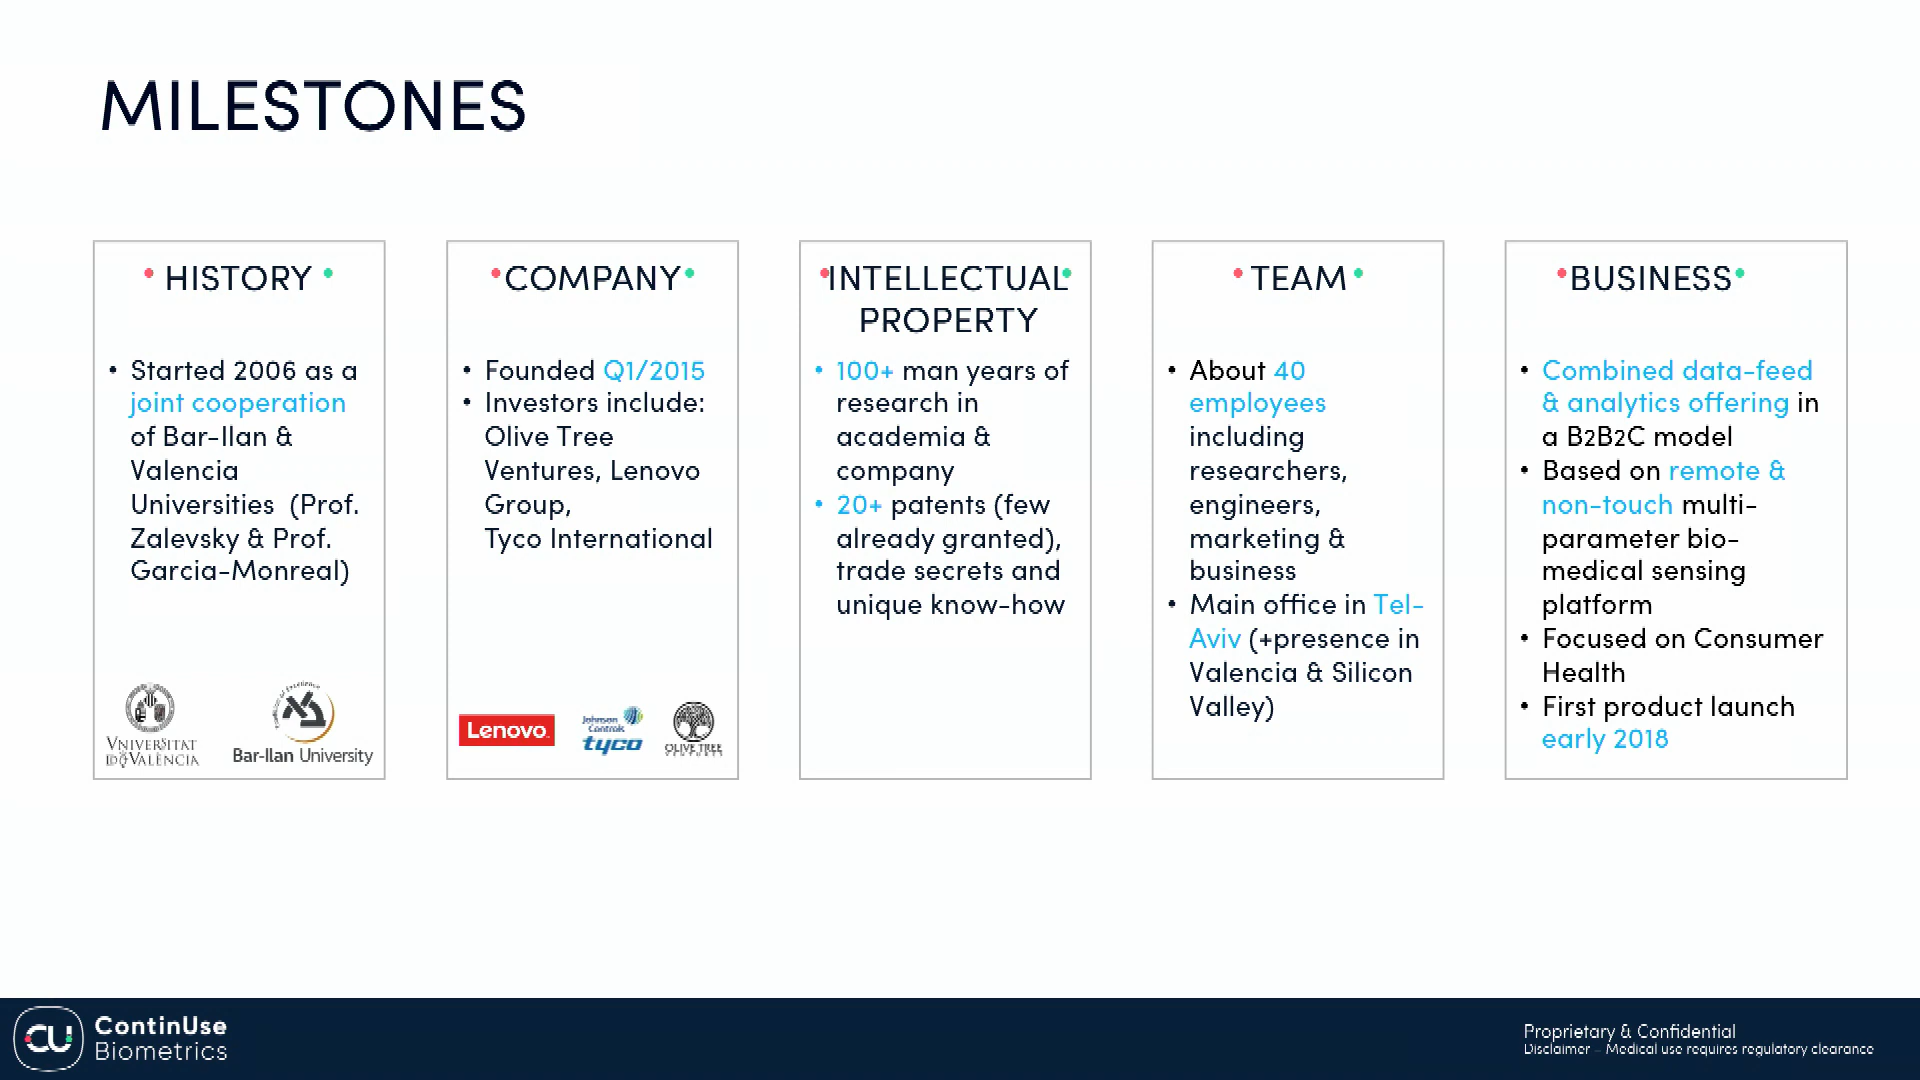 MILESTONES
• HISTORY •
• Started 2006 as a
joint cooperation
of Bar-Ilan &
Valencia
Universities (Prof.
Zalevsky & Prof.
Garcia-Monreal)
VNIVERSITAT
DE VALÈNCIA
Bar-Ilan University
•COMPANY•
• Founded Q1/2015
• Investors include:
Olive Tree
Ventures, Lenovo
Group,
Tyco International
Lenovo
Johnson
Controls
tyco
OLIVE TREE
VENTURES
•INTELLECTUAL•
PROPERTY
• 100+ man years of
research in
academia &
company
• 20+ patents (few
already granted),
trade secrets and
unique know-how
• TEAM •
• About 40
employees
including
researchers,
engineers,
marketing &
business
• Main office in Tel-
Aviv (+presence in
Valencia & Silicon
Valley)
•BUSINESS•
• Combined data-feed
& analytics offering in
a B2B2C model
• Based on remote &
non-touch multi-
parameter bio-
medical sensing
platform
• Focused on Consumer
Health
• First product launch
early 2018
CU
ContinUse
Biometrics
Proprietary & Confidential
Disclaimer – Medical use requires regulatory clearance